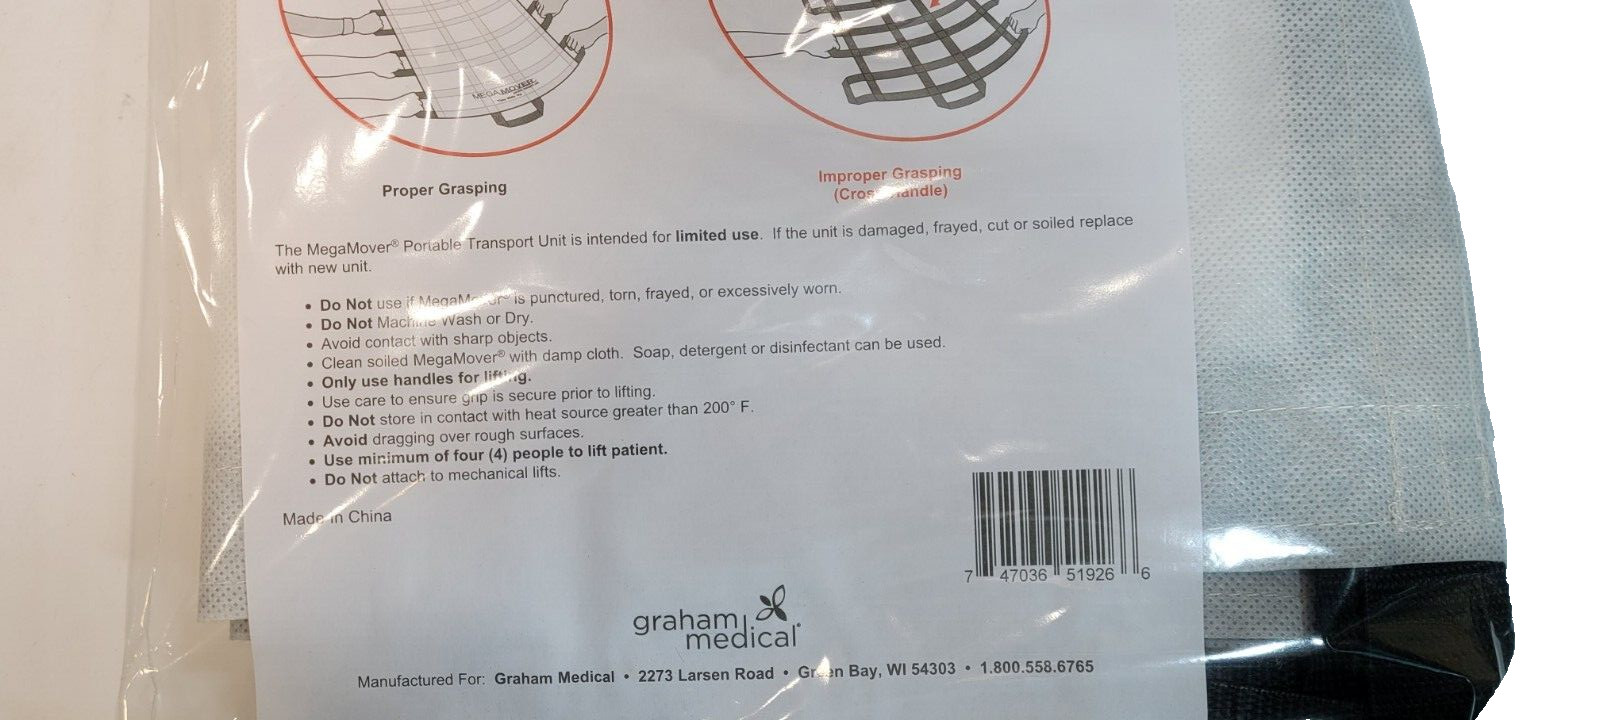 MEGAMOVER
Proper Grasping
Improper Grasping
(Cross Handle)
The MegaMover® Portable Transport Unit is intended for limited use. If the unit is damaged, frayed, cut or soiled replace
with new unit.
• Do Not use if MegaMover® is punctured, torn, frayed, or excessively worn.
• Do Not Machine Wash or Dry.
• Avoid contact with sharp objects.
• Clean soiled MegaMover® with damp cloth. Soap, detergent or disinfectant can be used.
• Only use handles for lifting.
• Use care to ensure grip is secure prior to lifting.
• Do Not store in contact with heat source greater than 200° F.
• Avoid dragging over rough surfaces.
• Use minimum of four (4) people to lift patient.
• Do Not attach to mechanical lifts.
Made in China
7 47036 51926 6
graham
medical
Manufactured For: Graham Medical • 2273 Larsen Road • Green Bay, WI 54303 • 1.800.558.6765